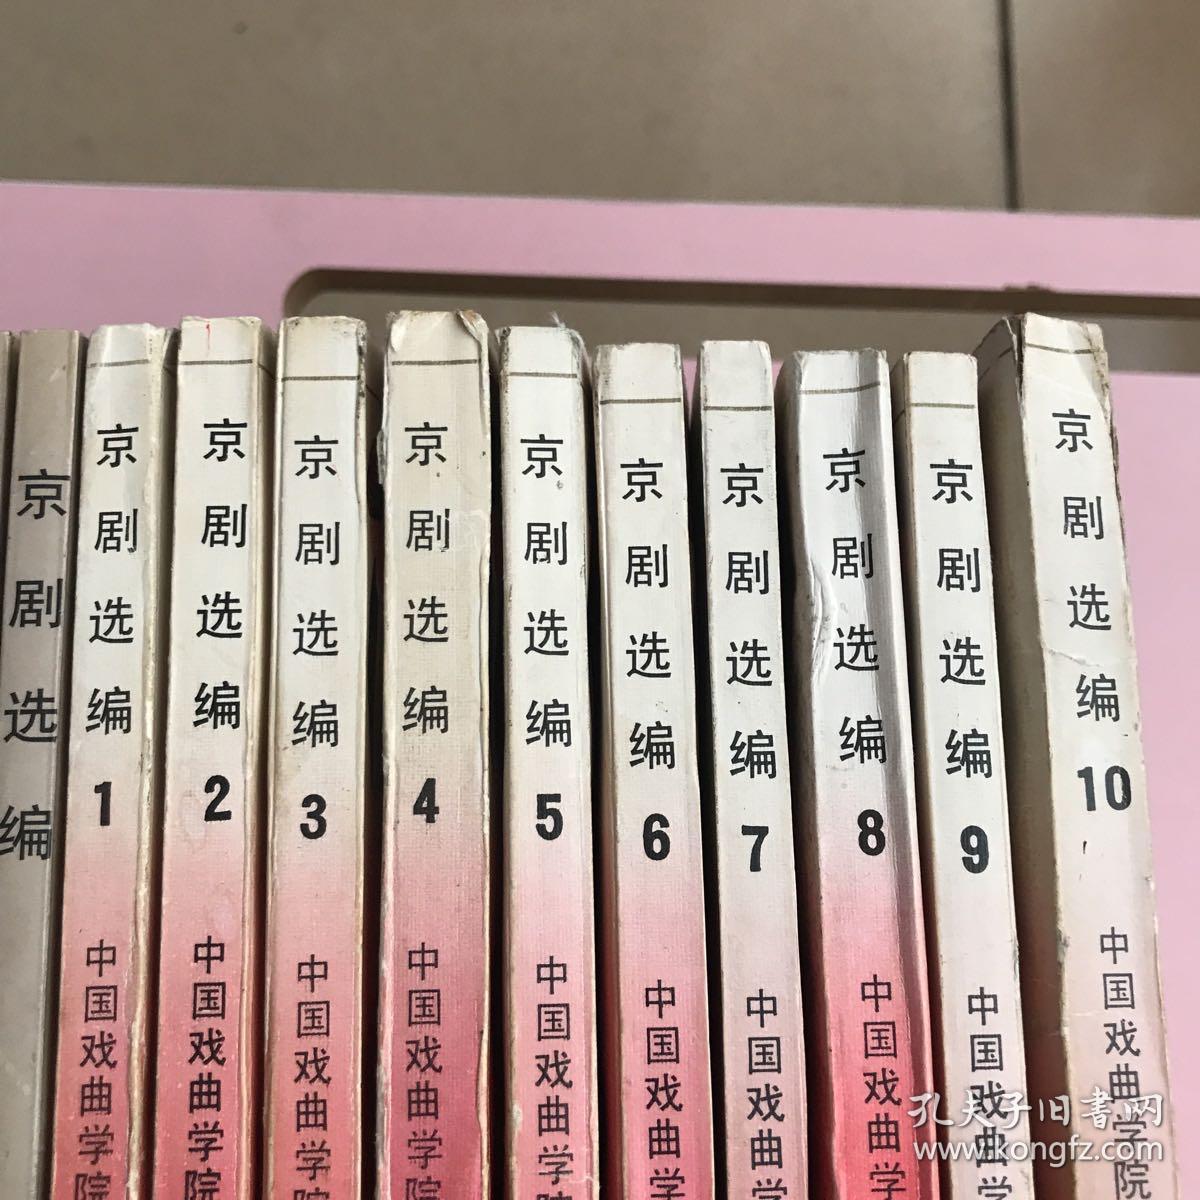 京剧选编
京剧选编 1 中国戏曲学院
京剧选编 2 中国戏曲学院
京剧选编 3 中国戏曲学
京剧选编 4 中国戏曲学院
京剧选编 5 中国戏曲学院
京剧选编 6 中国戏曲学
京剧选编 7 中国戏曲学
京剧选编 8 中国戏曲学
京剧选编 9 中国戏曲学
京剧选编 10 中国戏曲学院
孔夫子旧书网
www.kongfz.com